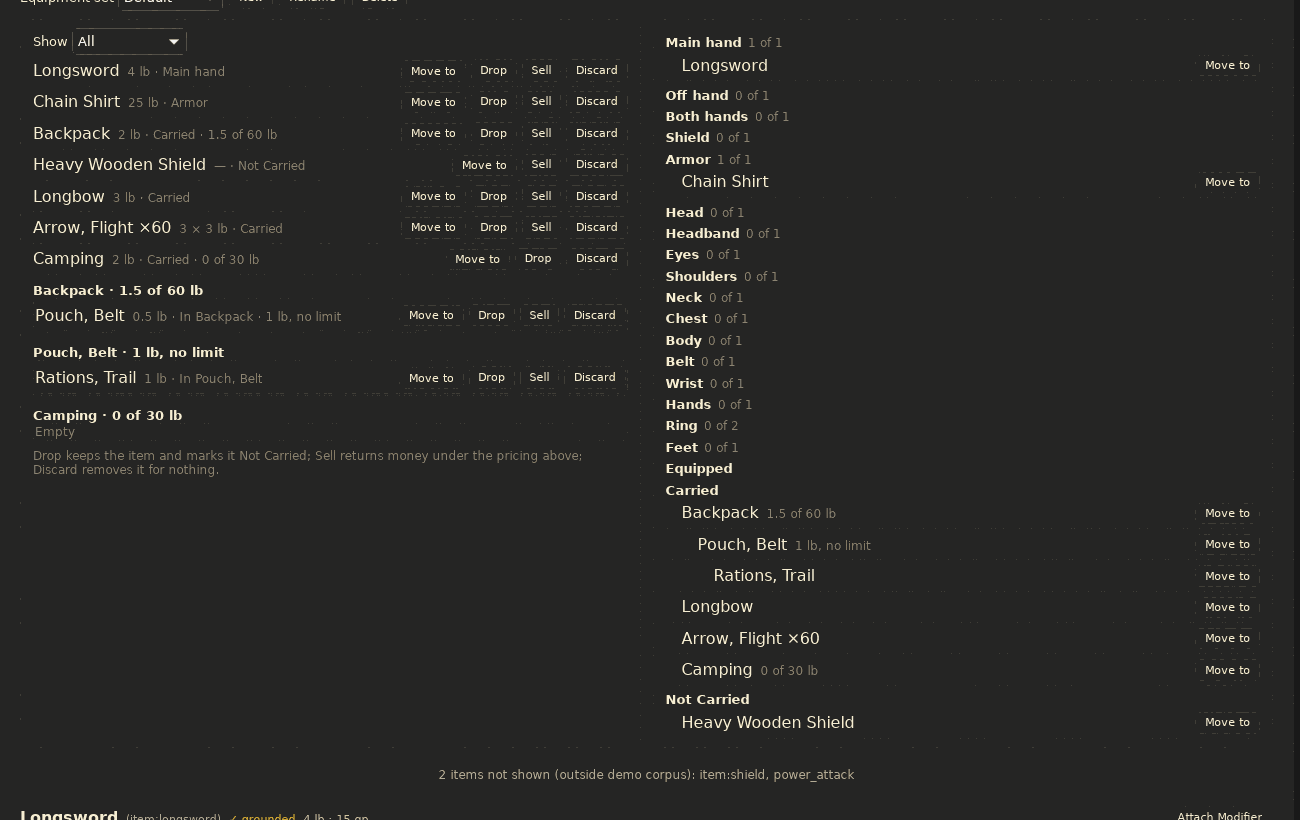 Equipment set Default New Rename Delete
Show All
Longsword 4 lb · Main hand Move to Drop Sell Discard
Chain Shirt 25 lb · Armor Move to Drop Sell Discard
Backpack 2 lb · Carried · 1.5 of 60 lb Move to Drop Sell Discard
Heavy Wooden Shield — · Not Carried Move to Sell Discard
Longbow 3 lb · Carried Move to Drop Sell Discard
Arrow, Flight ×60 3 × 3 lb · Carried Move to Drop Sell Discard
Camping 2 lb · Carried · 0 of 30 lb Move to Drop Discard
Backpack · 1.5 of 60 lb
Pouch, Belt 0.5 lb · In Backpack · 1 lb, no limit Move to Drop Sell Discard
Pouch, Belt · 1 lb, no limit
Rations, Trail 1 lb · In Pouch, Belt Move to Drop Sell Discard
Camping · 0 of 30 lb
Empty
Drop keeps the item and marks it Not Carried; Sell returns money under the pricing above;
Discard removes it for nothing.
Main hand 1 of 1
Longsword Move to
Off hand 0 of 1
Both hands 0 of 1
Shield 0 of 1
Armor 1 of 1
Chain Shirt Move to
Head 0 of 1
Headband 0 of 1
Eyes 0 of 1
Shoulders 0 of 1
Neck 0 of 1
Chest 0 of 1
Body 0 of 1
Belt 0 of 1
Wrist 0 of 1
Hands 0 of 1
Ring 0 of 2
Feet 0 of 1
Equipped
Carried
Backpack 1.5 of 60 lb Move to
Pouch, Belt 1 lb, no limit Move to
Rations, Trail Move to
Longbow Move to
Arrow, Flight ×60 Move to
Camping 0 of 30 lb Move to
Not Carried
Heavy Wooden Shield Move to
2 items not shown (outside demo corpus): item:shield, power_attack
Longsword (item:longsword) ✓ grounded 4 lb · 15 gp Attach Modifier